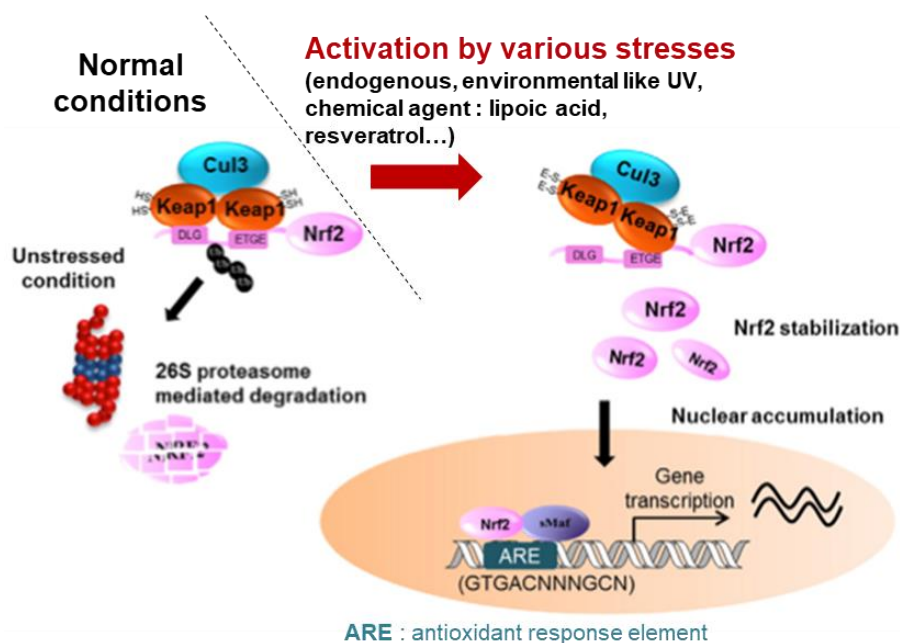 Normal
conditions
Activation by various stresses
(endogenous, environmental like UV,
chemical agent : lipoic acid,
resveratrol…)
Cul3
HS
HS
Keap1
Keap1
SH
SH
DLG
ETGE
Nrf2
Unstressed
condition
26S proteasome
mediated degradation
Cul3
E-S
E-S
Keap1
Keap1
DLG
ETGE
Nrf2
Nrf2
Nrf2
Nrf2
Nrf2 stabilization
Nuclear accumulation
Gene
transcription
Nrf2
sMaf
ARE
(GTGACNNNGCN)
ARE : antioxidant response element